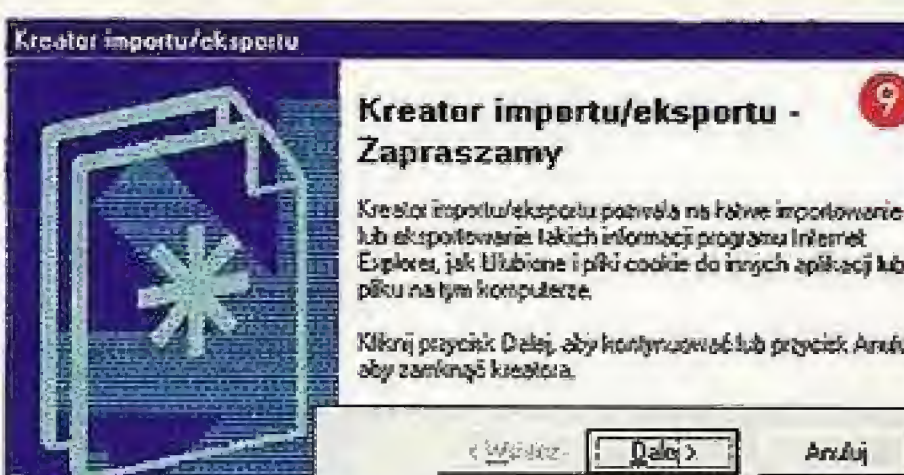 Kreator importu/eksportu
Kreator importu/eksportu -
9
Zapraszamy
Kreator importu/eksportu pozwala na łatwe importowanie
lub eksportowanie takich informacji programu Internet
Explorer, jak Ulubione i pliki cookie do innych aplikacji lub
pliku na tym komputerze.
Kliknij przycisk Dalej, aby kontynuować lub przycisk Anuluj
aby zamknąć kreatora.
< Wstecz
Dalej >
Anuluj